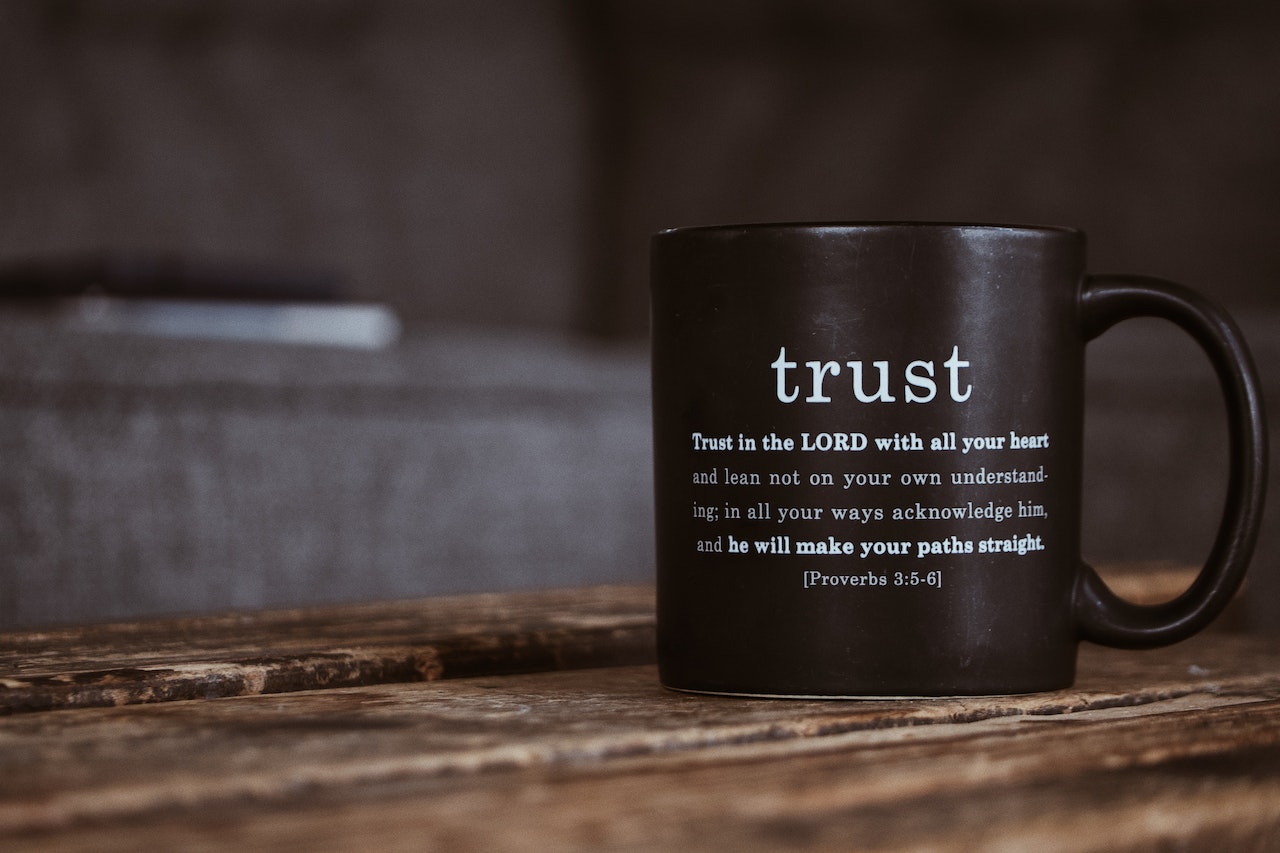 trust
Trust in the LORD with all your heart
and lean not on your own understand-
ing; in all your ways acknowledge him,
and he will make your paths straight.
[Proverbs 3:5-6]